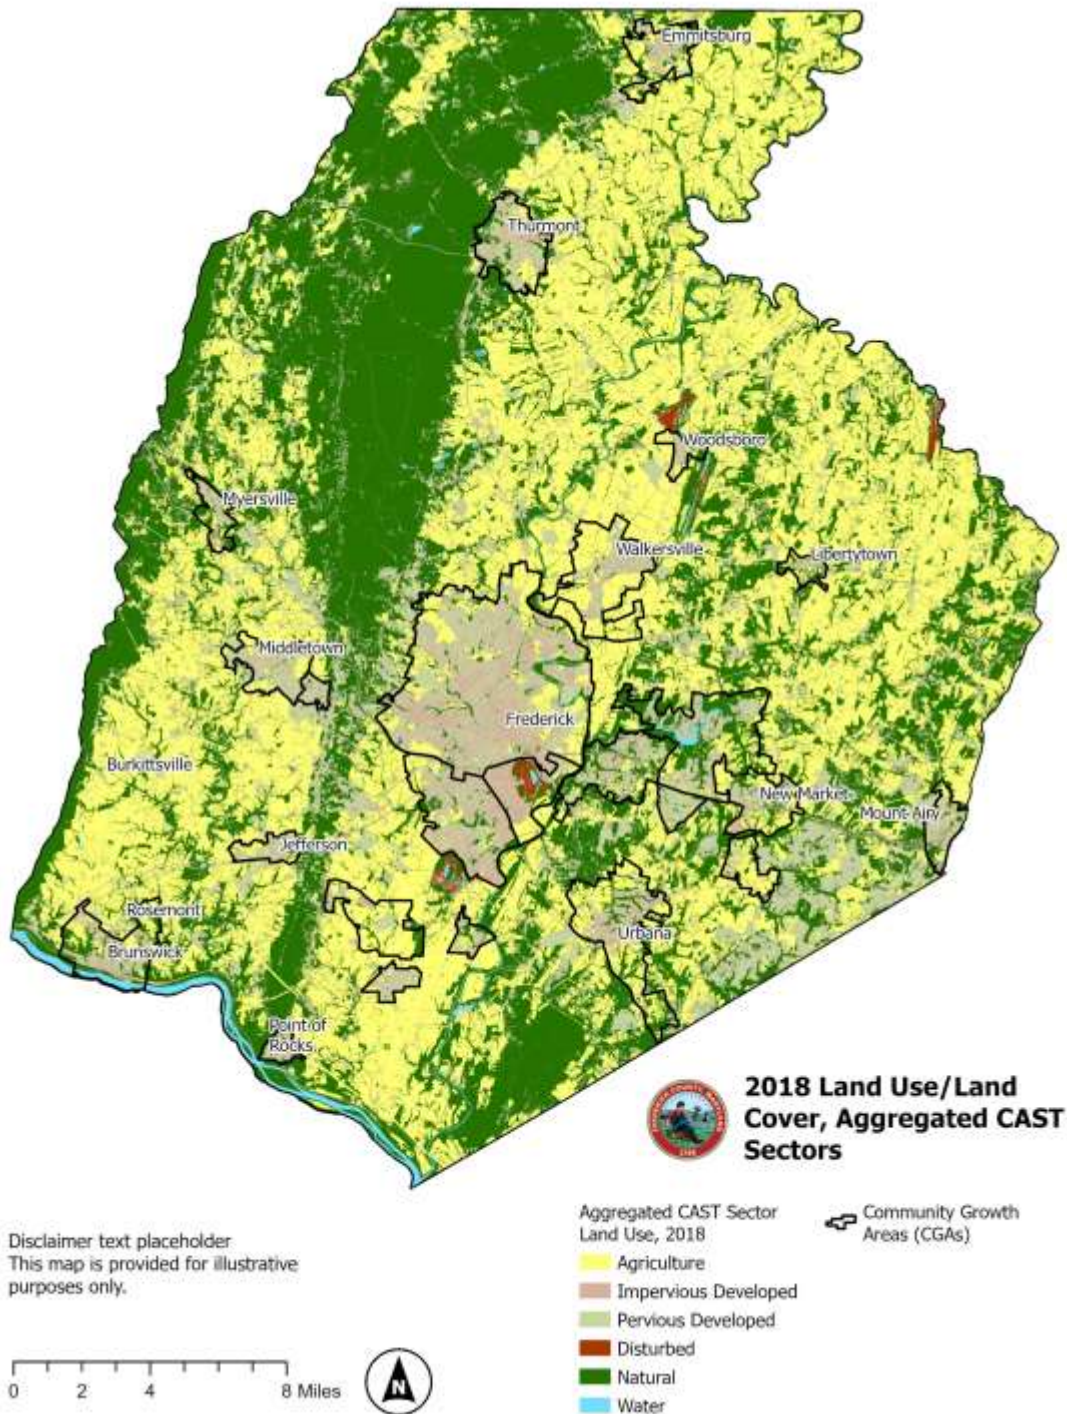 Emmitsburg
Thurmont
Woodsboro
Myersville
Walkersville
Libertytown
Middletown
Frederick
Burkittsville
New Market
Mount Airy
Jefferson
Rosemont
Urbana
Brunswick
Point of
Rocks
2018 Land Use/Land
Cover, Aggregated CAST
Sectors
Disclaimer text placeholder
This map is provided for illustrative
purposes only.
Aggregated CAST Sector
Land Use, 2018
Agriculture
Impervious Developed
Pervious Developed
Disturbed
Natural
Water
Community Growth
Areas (CGAs)
0 2 4 8 Miles
N